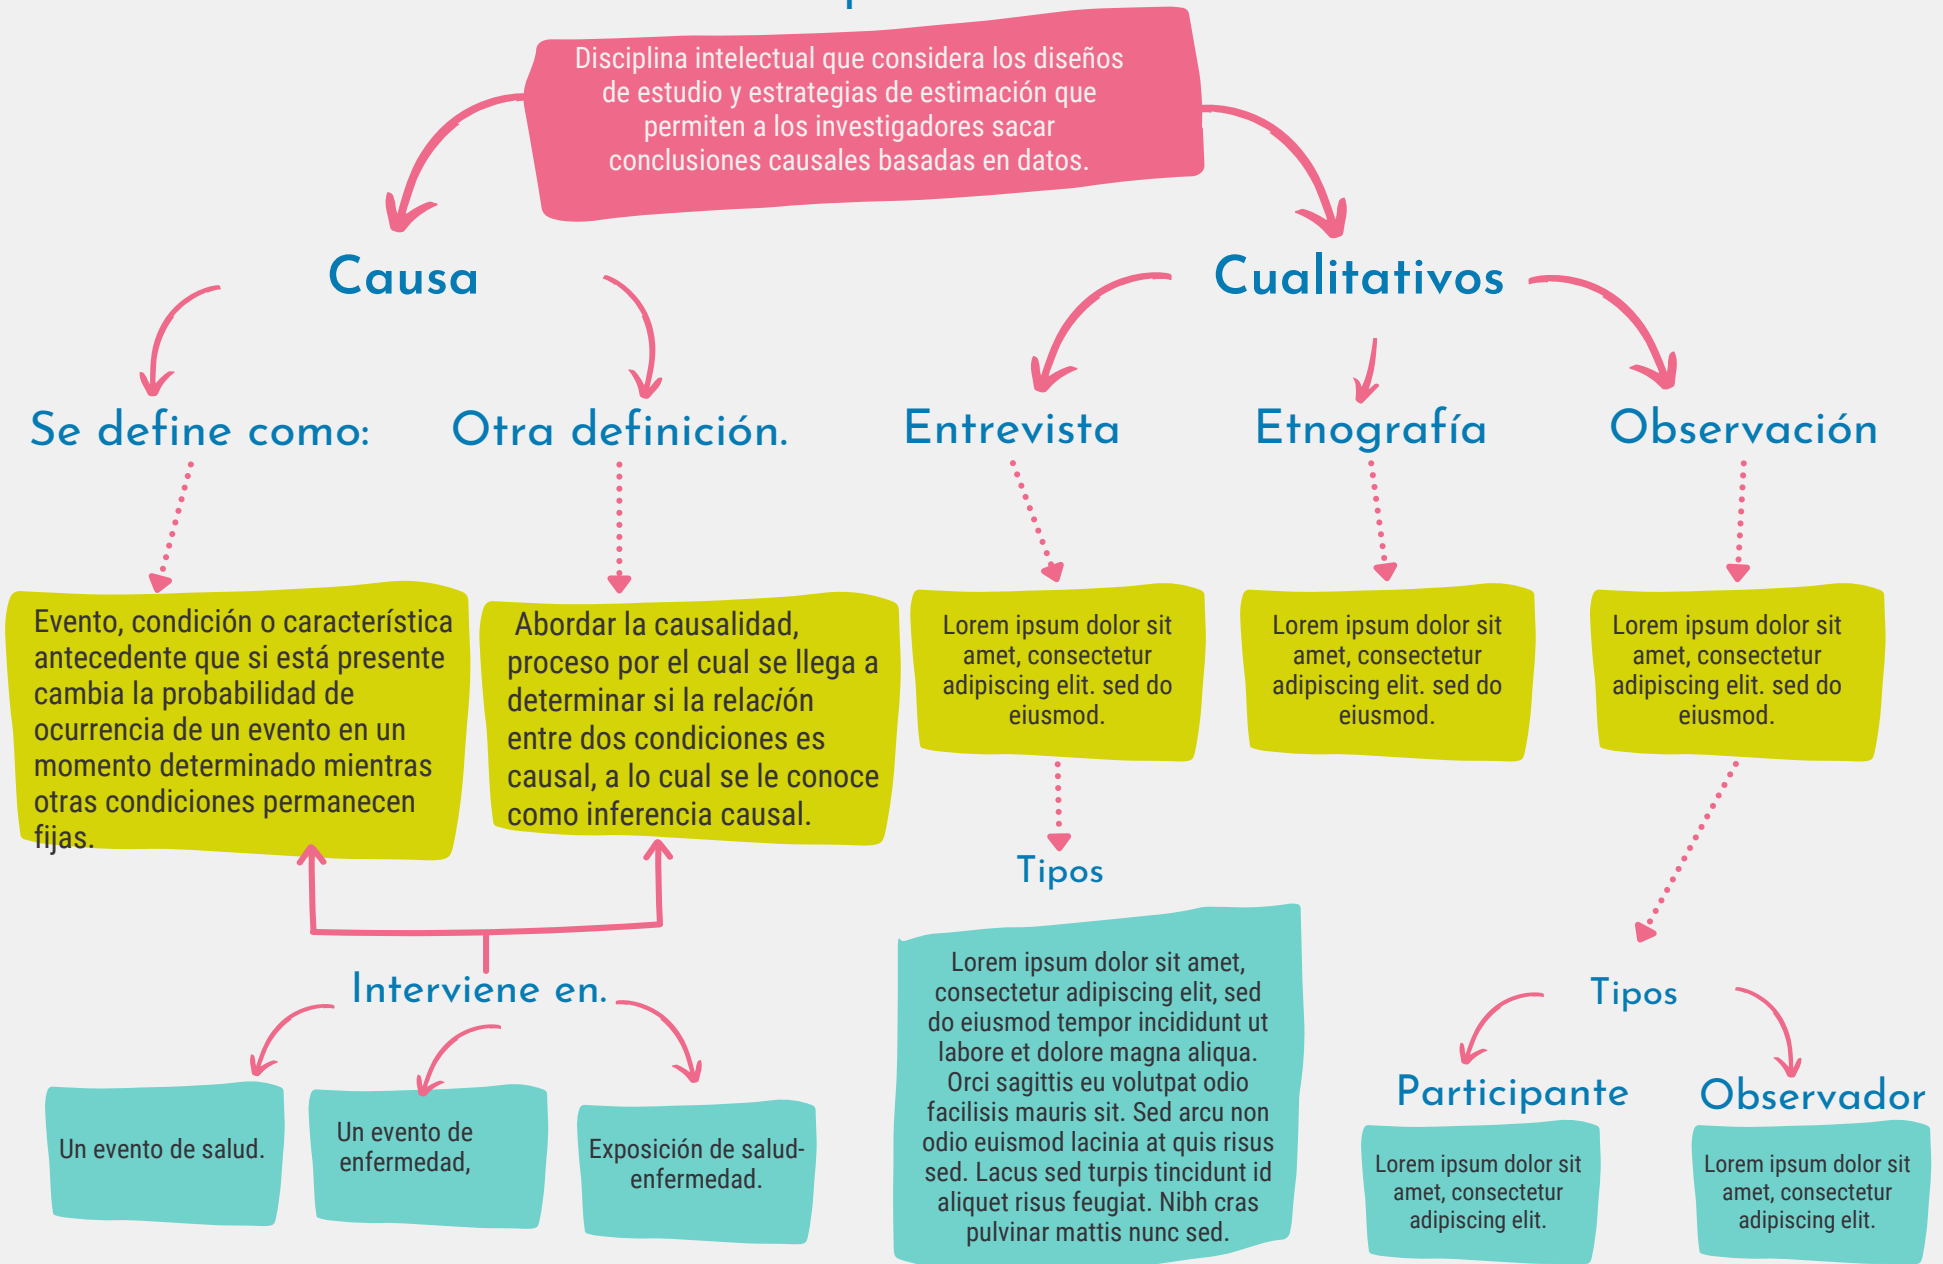 Disciplina intelectual que considera los diseños
de estudio y estrategias de estimación que
permiten a los investigadores sacar
conclusiones causales basadas en datos.
Causa
Cualitativos
Se define como:
Otra definición.
Entrevista
Etnografía
Observación
Evento, condición o característica
antecedente que si está presente
cambia la probabilidad de
ocurrencia de un evento en un
momento determinado mientras
otras condiciones permanecen
fijas.
Abordar la causalidad,
proceso por el cual se llega a
determinar si la relación
entre dos condiciones es
causal, a lo cual se le conoce
como inferencia causal.
Lorem ipsum dolor sit
amet, consectetur
adipiscing elit. sed do
eiusmod.
Lorem ipsum dolor sit
amet, consectetur
adipiscing elit. sed do
eiusmod.
Lorem ipsum dolor sit
amet, consectetur
adipiscing elit. sed do
eiusmod.
Interviene en.
Un evento de salud.
Un evento de
enfermedad,
Exposición de salud-
enfermedad.
Tipos
Lorem ipsum dolor sit amet,
consectetur adipiscing elit, sed
do eiusmod tempor incididunt ut
labore et dolore magna aliqua.
Orci sagittis eu volutpat odio
facilisis mauris sit. Sed arcu non
odio euismod lacinia at quis risus
sed. Lacus sed turpis tincidunt id
aliquet risus feugiat. Nibh cras
pulvinar mattis nunc sed.
Tipos
Participante
Observador
Lorem ipsum dolor sit
amet, consectetur
adipiscing elit.
Lorem ipsum dolor sit
amet, consectetur
adipiscing elit.